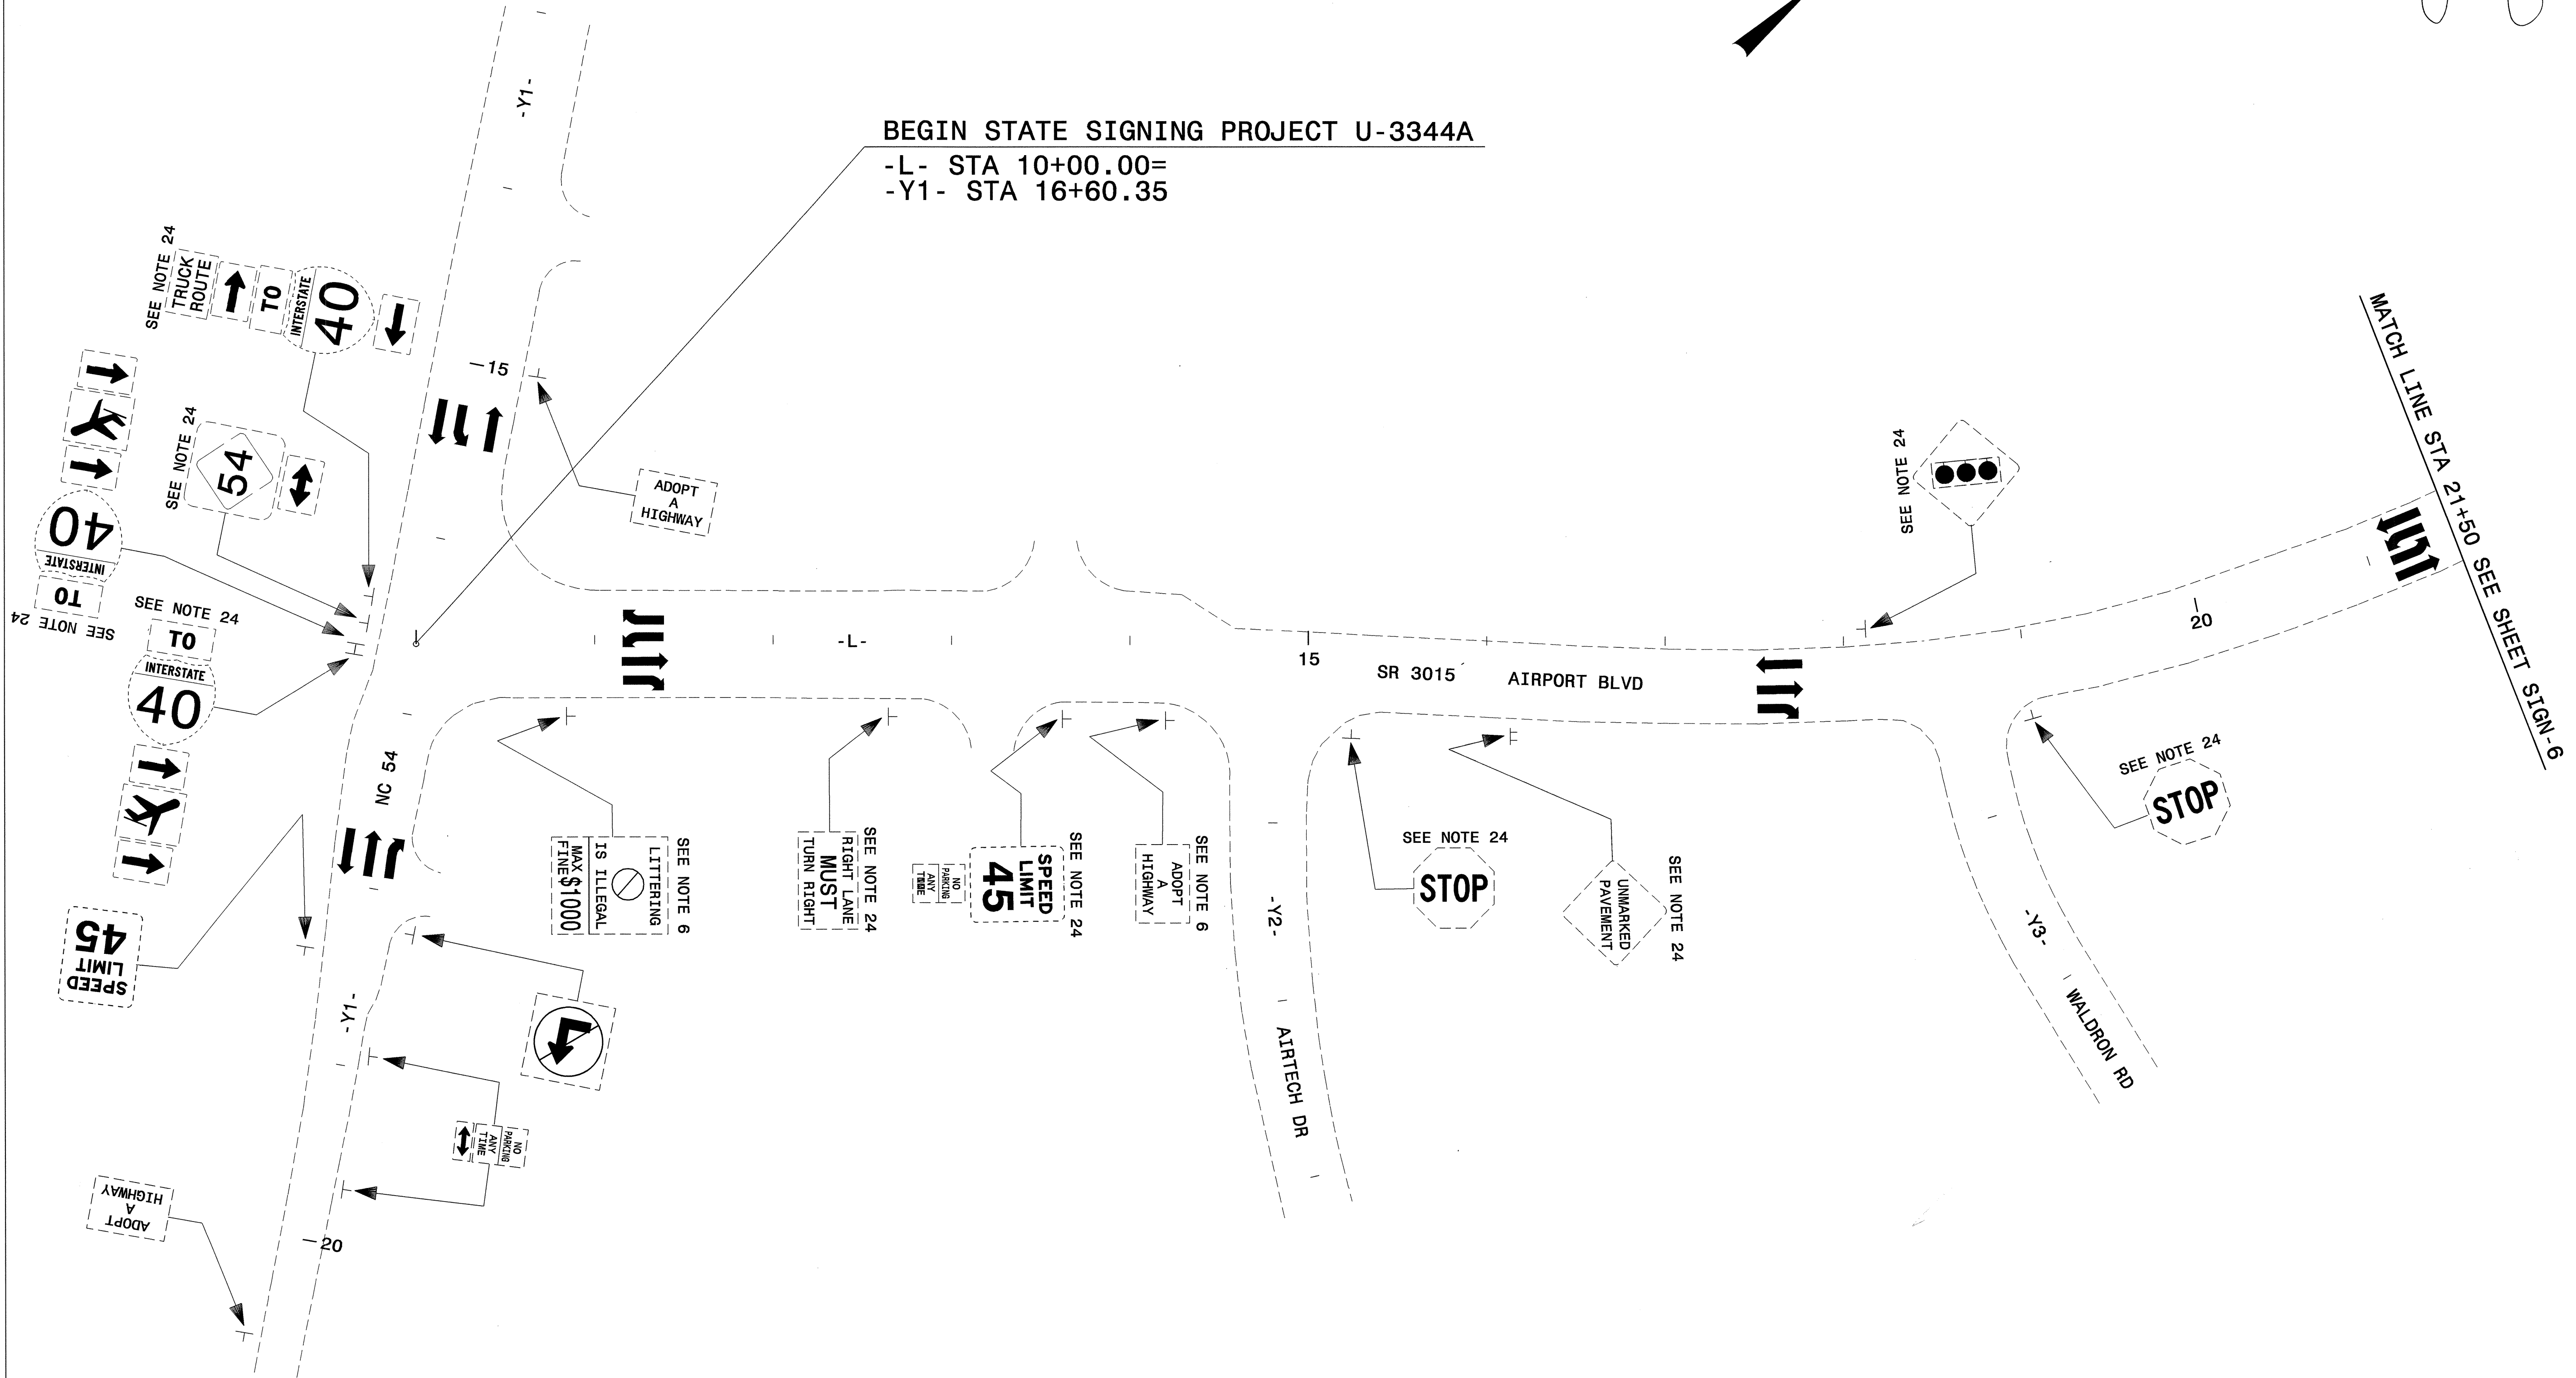 -Y1-
BEGIN STATE SIGNING PROJECT U-3344A
-L- STA 10+00.00=
-Y1- STA 16+60.35
SEE NOTE 24
TRUCK
ROUTE
TO
INTERSTATE
40
15
ADOPT
A
HIGHWAY
SEE NOTE 24
54
40
INTERSTATE
TO
SEE NOTE 24
SEE NOTE 24
TO
INTERSTATE
40
-L-
15
SR 3015
AIRPORT BLVD
SEE NOTE 24
20
MATCH LINE STA 21+50 SEE SHEET SIGN-6
NC 54
SPEED
LIMIT
45
-Y1-
LITTERING
IS ILLEGAL
MAX $1000
FINE
SEE NOTE 6
RIGHT LANE
MUST
TURN RIGHT
SEE NOTE 24
NO
PARKING
ANY
TIME
SPEED
LIMIT
45
SEE NOTE 24
ADOPT
A
HIGHWAY
SEE NOTE 6
-Y2-
AIRTECH DR
SEE NOTE 24
STOP
UNMARKED
PAVEMENT
SEE NOTE 24
-Y3-
WALDRON RD
SEE NOTE 24
STOP
NO
PARKING
ANY
TIME
ADOPT
A
HIGHWAY
20